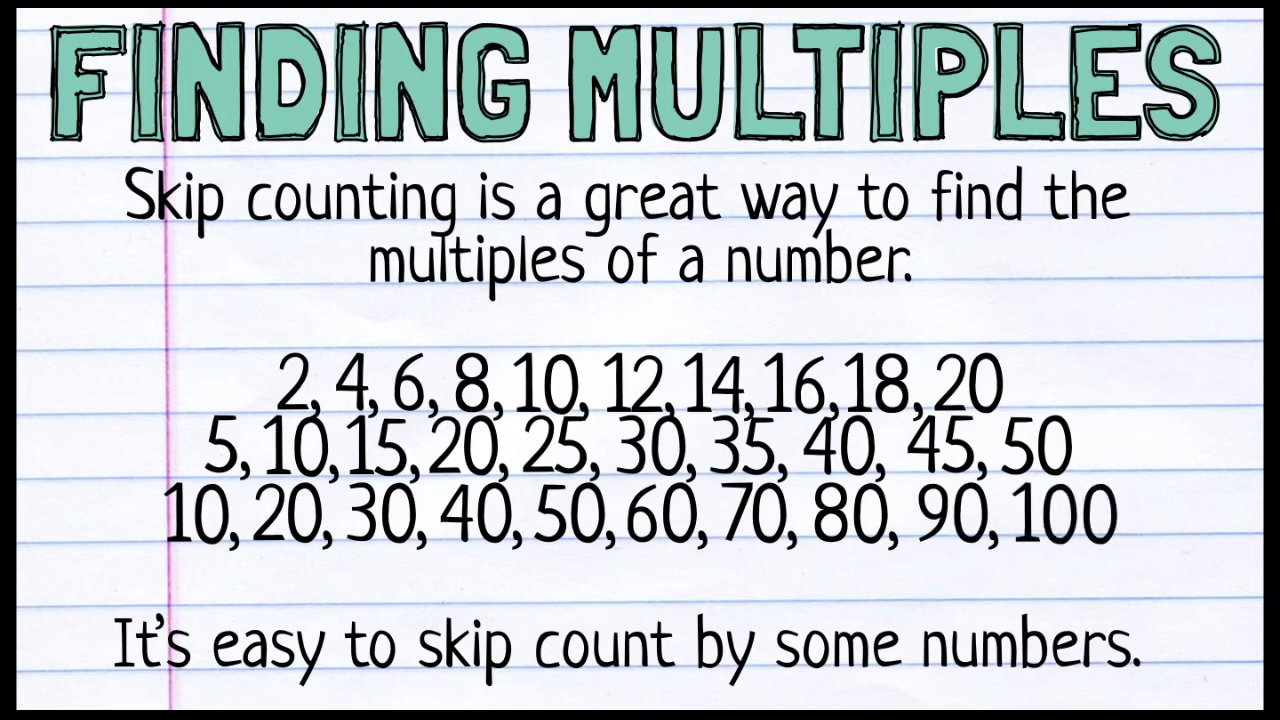 FINDING MULTIPLES
Skip counting is a great way to find the
multiples of a number.
2, 4, 6, 8, 10, 12, 14, 16, 18, 20
5, 10, 15, 20, 25, 30, 35, 40, 45, 50
10, 20, 30, 40, 50, 60, 70, 80, 90, 100
It's easy to skip count by some numbers.